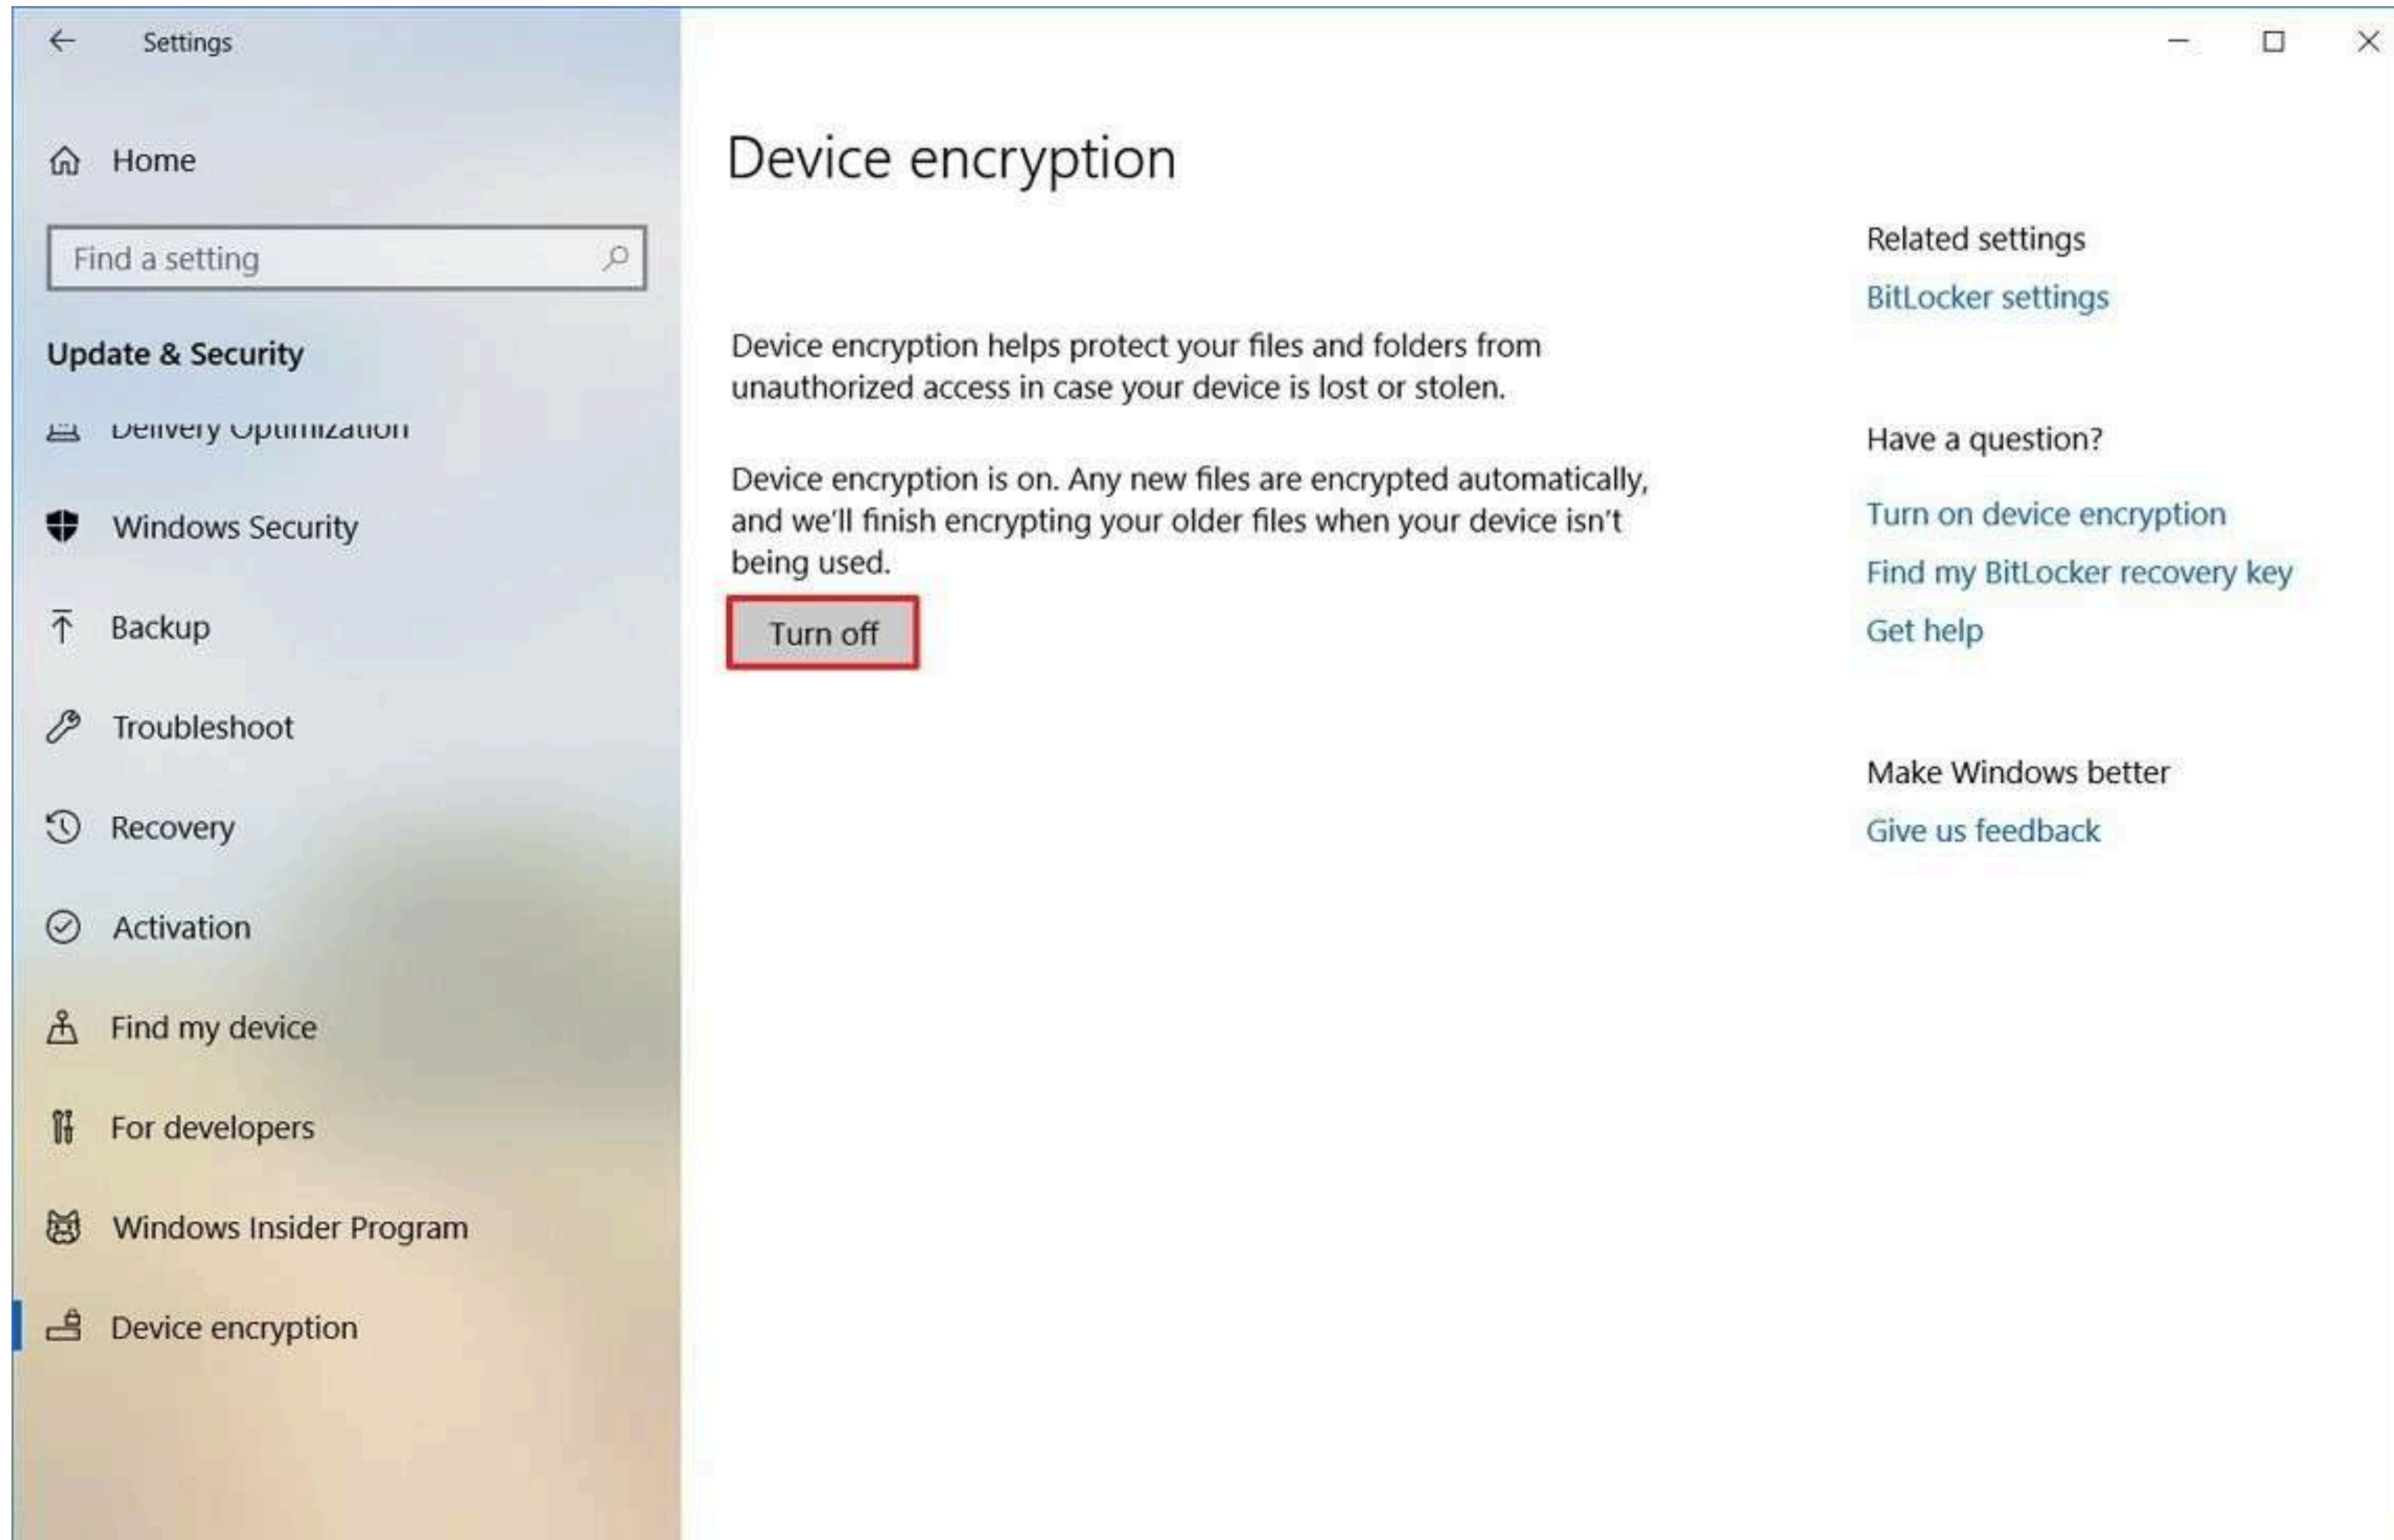 Settings
Home
Find a setting
Update & Security
Delivery Optimization
Windows Security
Backup
Troubleshoot
Recovery
Activation
Find my device
For developers
Windows Insider Program
Device encryption
Device encryption
Device encryption helps protect your files and folders from
unauthorized access in case your device is lost or stolen.
Device encryption is on. Any new files are encrypted automatically,
and we'll finish encrypting your older files when your device isn't
being used.
Turn off
Related settings
BitLocker settings
Have a question?
Turn on device encryption
Find my BitLocker recovery key
Get help
Make Windows better
Give us feedback